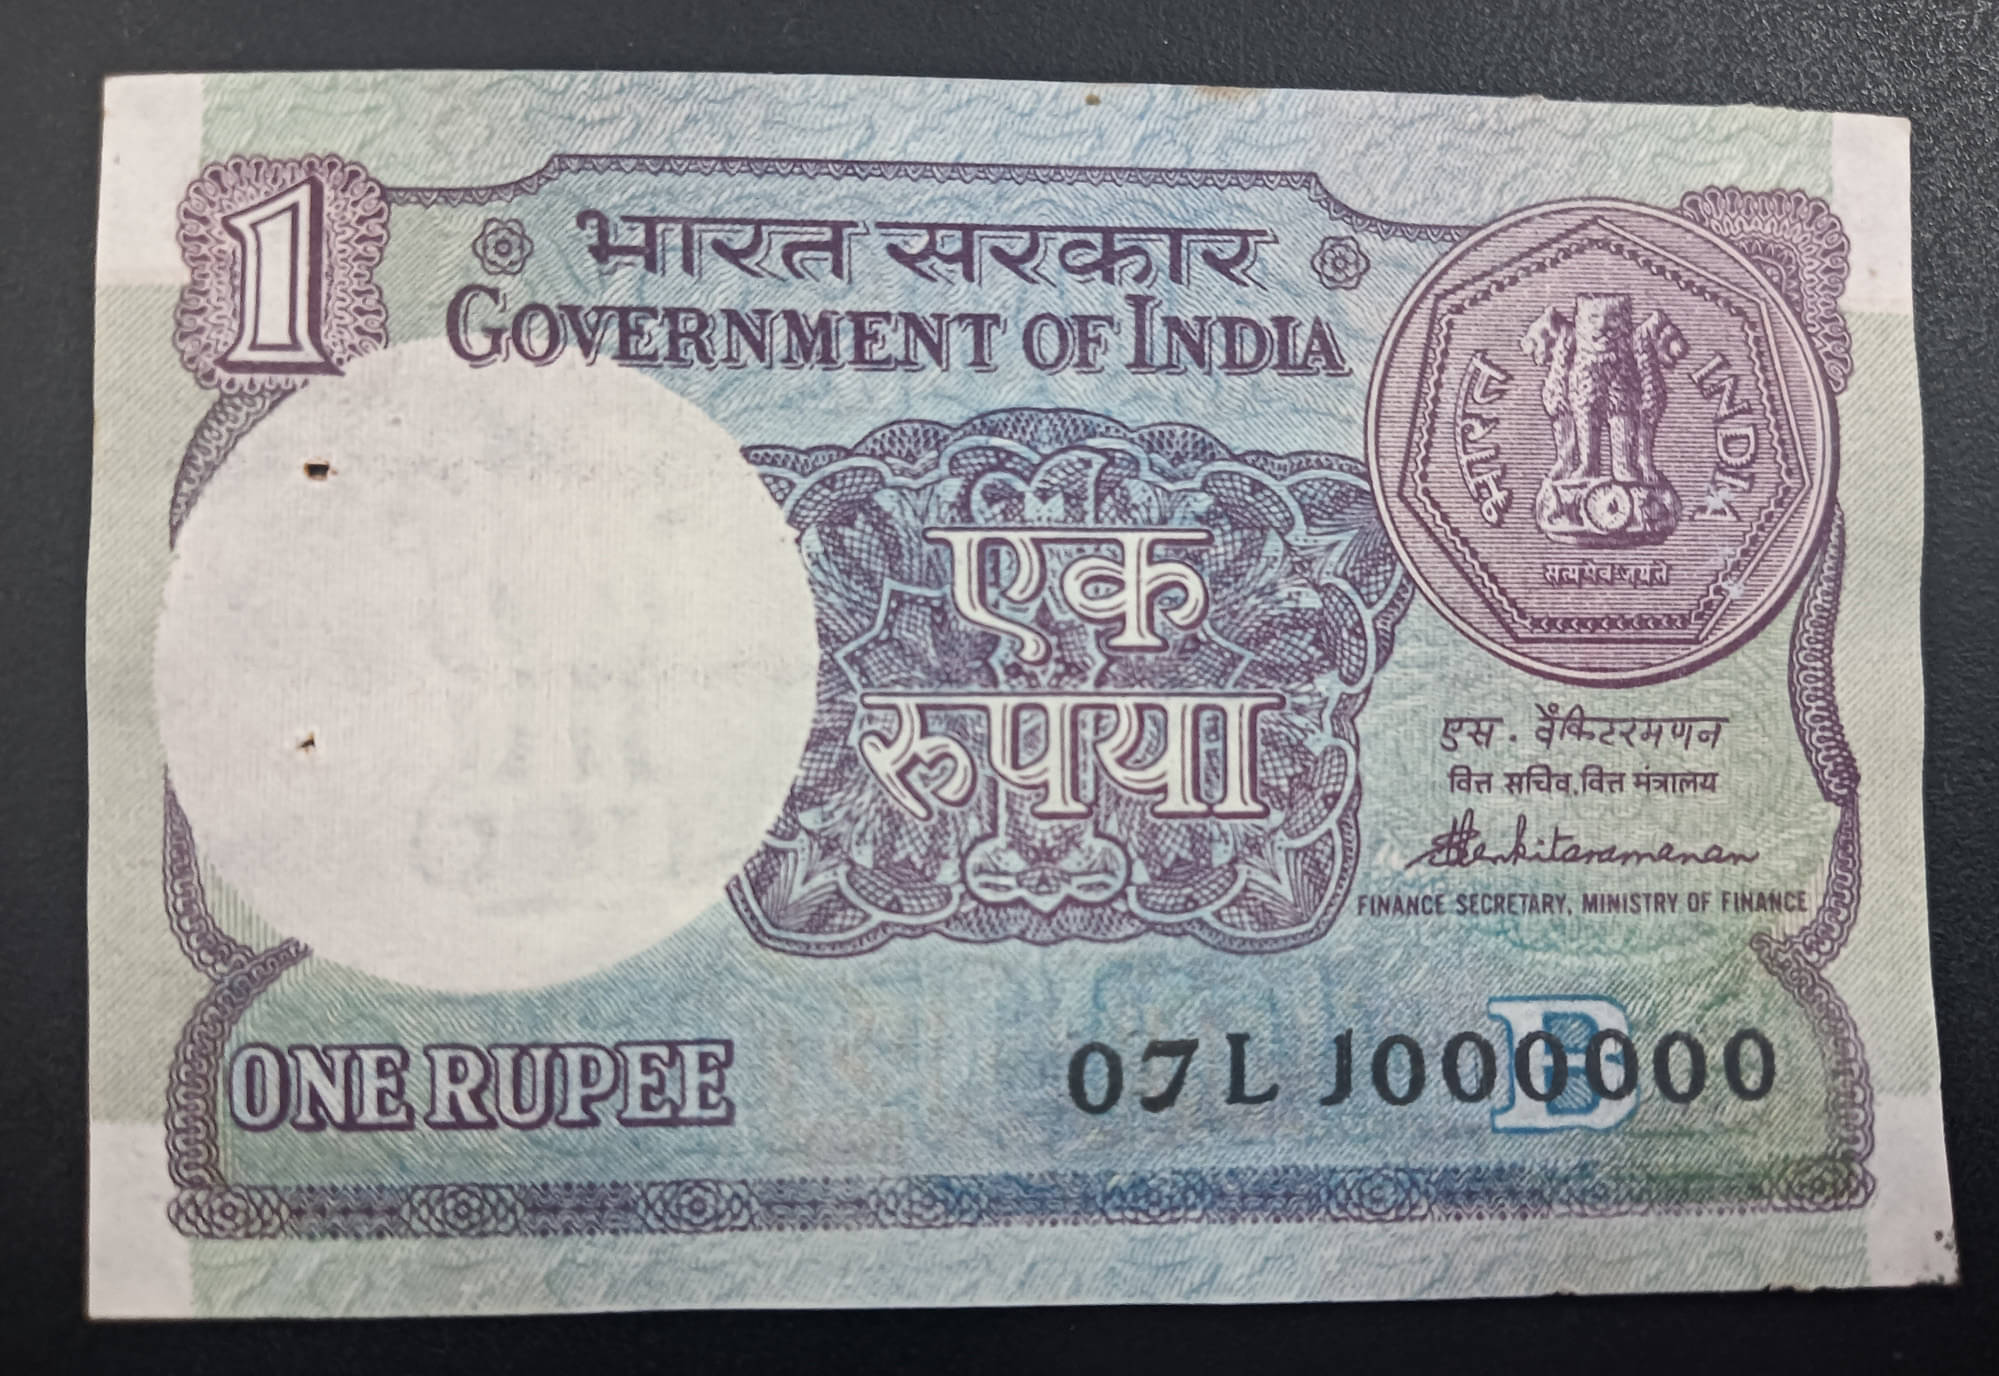 1
भारत सरकार
GOVERNMENT OF INDIA
भारत INDIA
सत्यमेव जयते
एक
रुपया
एस. वेंकिटरमणन
वित्त सचिव, वित्त मंत्रालय
S Venkitaramanan
FINANCE SECRETARY, MINISTRY OF FINANCE
ONE RUPEE
B
07L 1000000